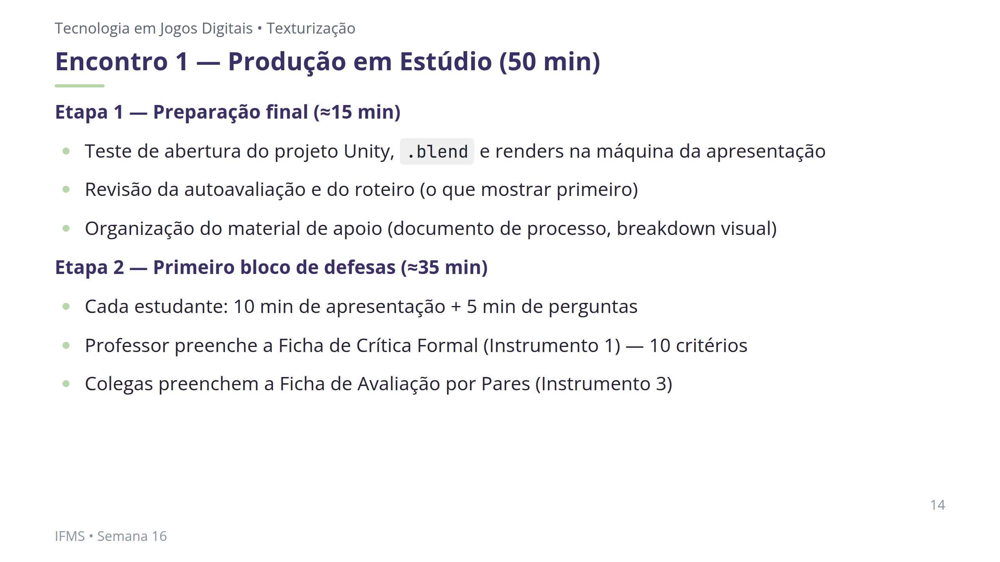 Tecnologia em Jogos Digitais • Texturização
Encontro 1 — Produção em Estúdio (50 min)
Etapa 1 — Preparação final (≈15 min)
• Teste de abertura do projeto Unity, .blend e renders na máquina da apresentação
• Revisão da autoavaliação e do roteiro (o que mostrar primeiro)
• Organização do material de apoio (documento de processo, breakdown visual)
Etapa 2 — Primeiro bloco de defesas (≈35 min)
• Cada estudante: 10 min de apresentação + 5 min de perguntas
• Professor preenche a Ficha de Crítica Formal (Instrumento 1) — 10 critérios
• Colegas preenchem a Ficha de Avaliação por Pares (Instrumento 3)
14
IFMS • Semana 16